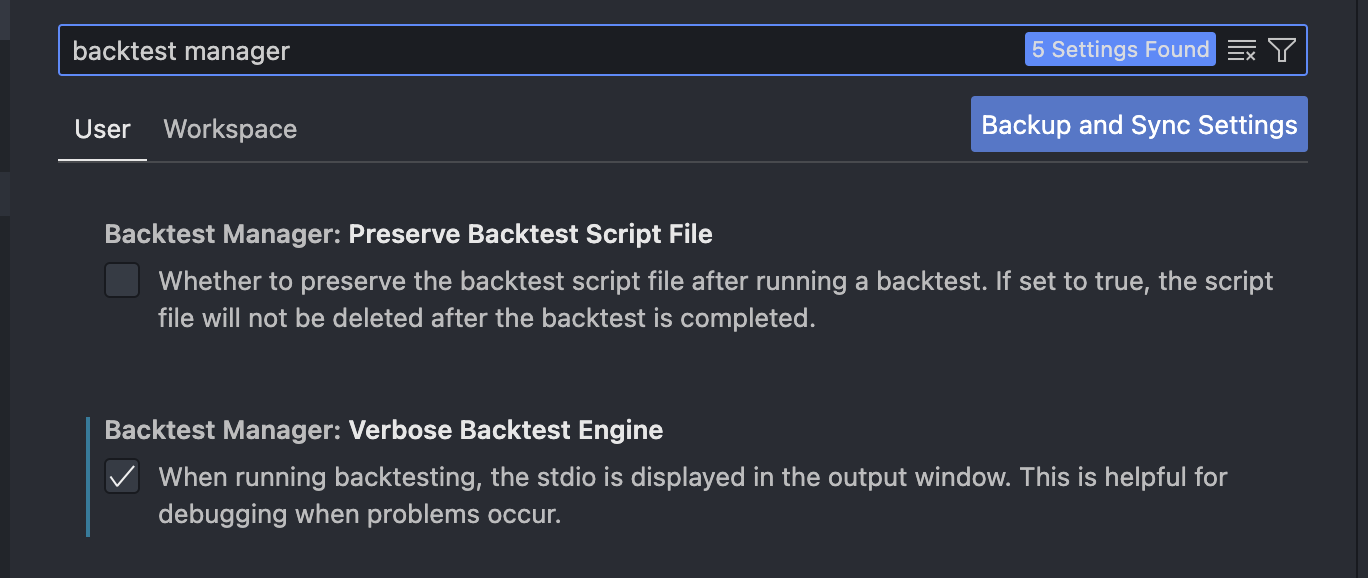 backtest manager
5 Settings Found
User
Workspace
Backup and Sync Settings
Backtest Manager: Preserve Backtest Script File
Whether to preserve the backtest script file after running a backtest. If set to true, the script
file will not be deleted after the backtest is completed.
Backtest Manager: Verbose Backtest Engine
When running backtesting, the stdio is displayed in the output window. This is helpful for
debugging when problems occur.